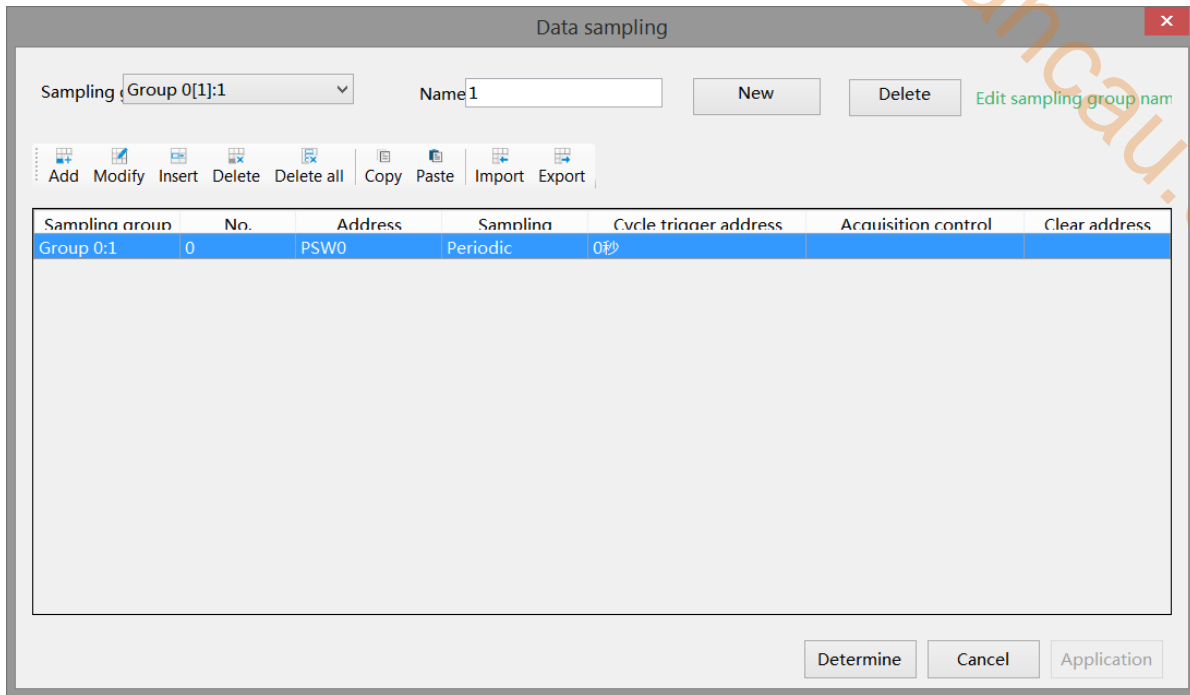 Data sampling
Sampling Group 0[1]:1 Name 1 New Delete Edit sampling group nam
Add Modify Insert Delete Delete all Copy Paste Import Export
Sampling group No. Address Sampling Cycle trigger address Acquisition control Clear address
Group 0:1 0 PSW0 Periodic 0秒
Determine Cancel Application